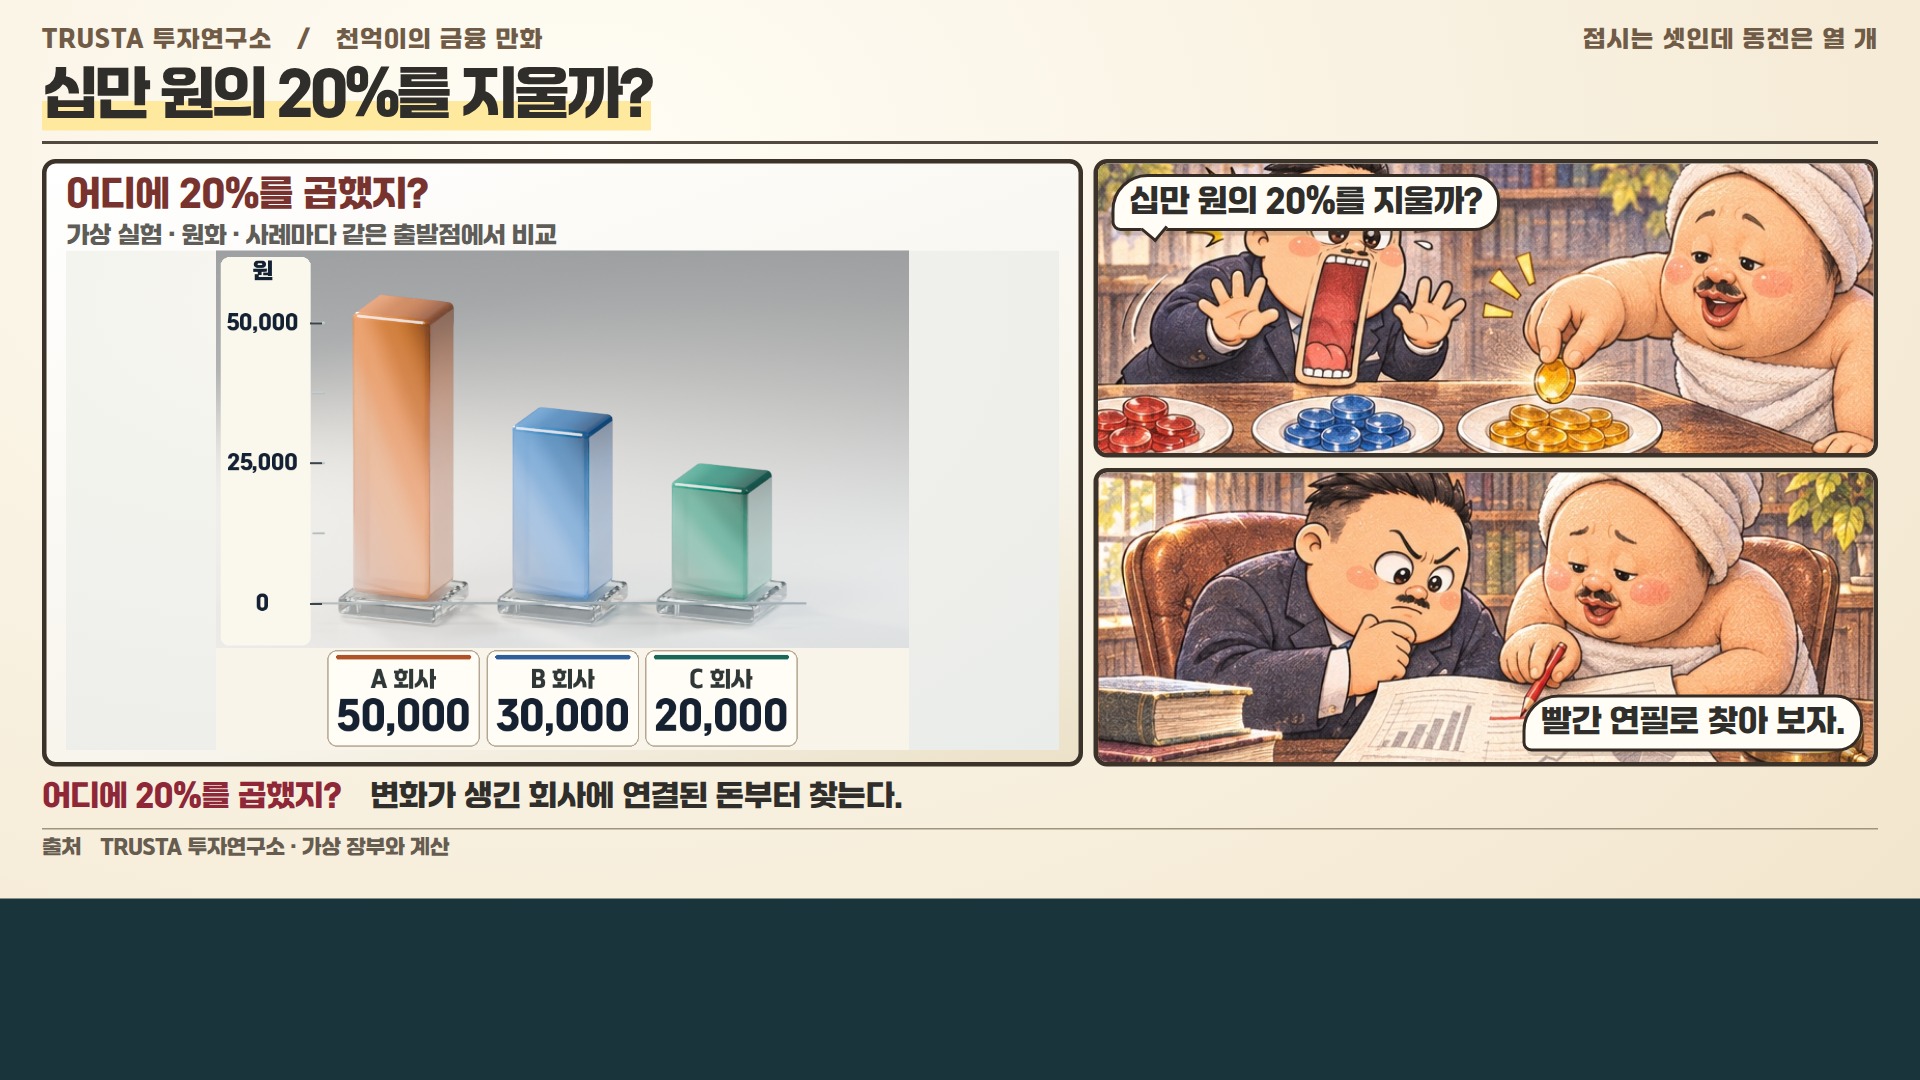 TRUSTA 투자연구소 / 천억이의 금융 만화
접시는 셋인데 동전은 열 개
십만 원의 20%를 지울까?
어디에 20%를 곱했지?
가상 실험 · 원화 · 사례마다 같은 출발점에서 비교
원
50,000
25,000
0
A 회사
50,000
B 회사
30,000
C 회사
20,000
십만 원의 20%를 지울까?
빨간 연필로 찾아 보자.
어디에 20%를 곱했지? 변화가 생긴 회사에 연결된 돈부터 찾는다.
출처 TRUSTA 투자연구소 · 가상 장부와 계산